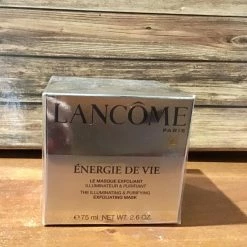 LANCÔME
PARIS
ÉNERGIE DE VIE
LE MASQUE EXFOLIANT
ILLUMINATEUR & PURIFIANT
THE ILLUMINATING & PURIFYING
EXFOLIATING MASK
e 75 ml NET WT. 2.6 OZ.